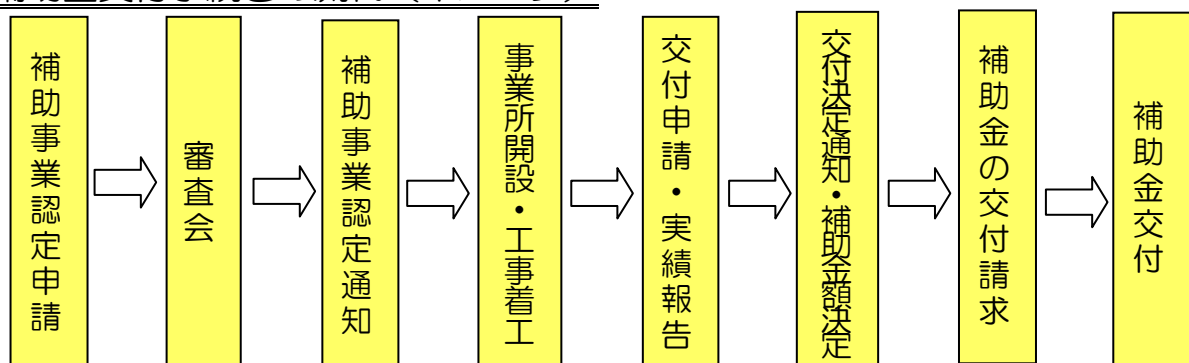 補助事業認定申請
審査会
補助事業認定通知
事業所開設・工事着工
交付申請・実績報告
交付決定通知・補助金額決定
補助金の交付請求
補助金交付